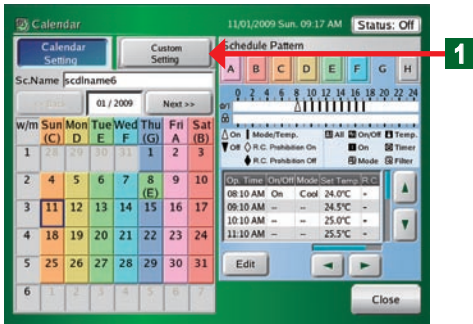 Calendar
11/01/2009 Sun. 09:17 AM
Status: Off
Calendar
Setting
Custom
Setting
1
Sc.Name scdlname6
<< Back
01 / 2009
Next >>
w/m Sun Mon Tue Wed Thu Fri Sat
(C) D E F (G) A (B)
1 28 29 30 31 1 2 3
2 4 5 6 7 8 9 10
(E)
3 11 12 13 14 15 16 17
4 18 19 20 21 22 23 24
5 25 26 27 28 29 30 31
6 1 2 3 4 5 6 7
Schedule Pattern
A B C D E F G H
0 2 4 6 8 10 12 14 16 18 20 22 24
On Mode/Temp. All On/Off Temp.
Off R.C. Prohibition On On Timer
R.C. Prohibition Off Mode Filter
Op. Time On/Off Mode Set Temp R.C.
08:10 AM On Cool 24.0°C -
09:10 AM -- -- 24.5°C -
10:10 AM -- -- 25.0°C -
11:10 AM -- -- 25.5°C -
Edit
Close